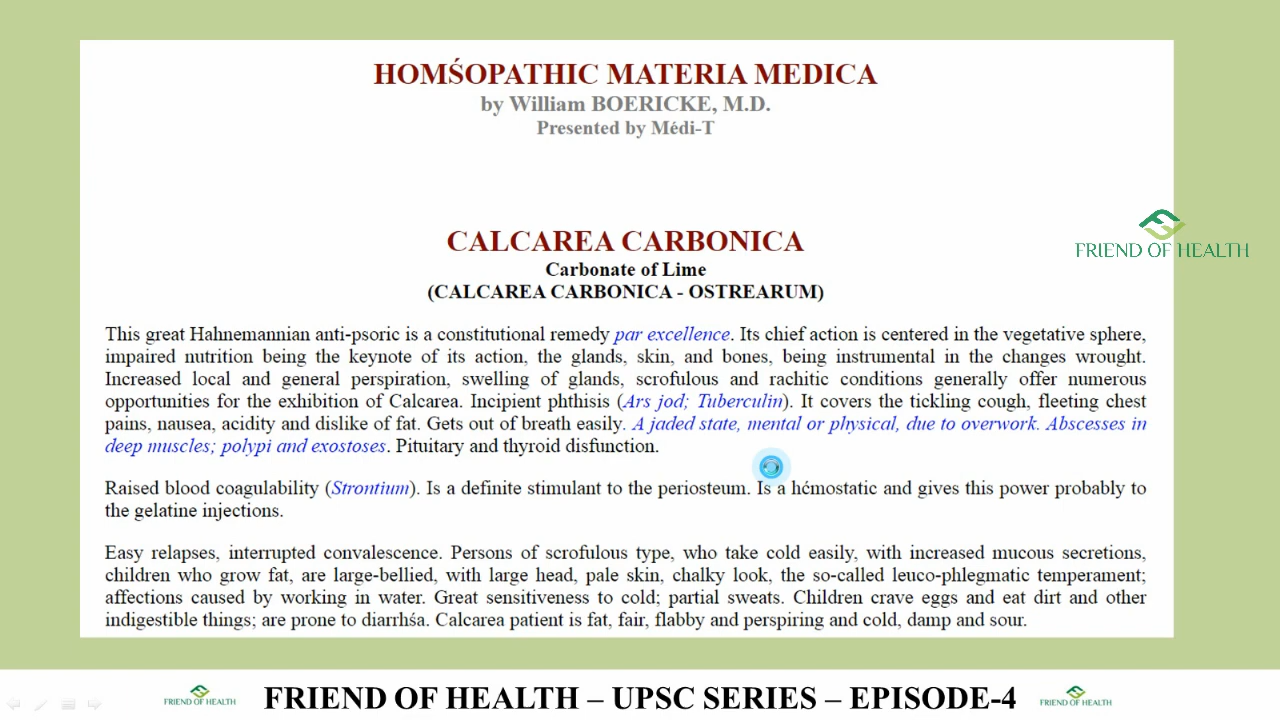 HOMŚOPATHIC MATERIA MEDICA
by William BOERICKE, M.D.
Presented by Médi-T
FRIEND OF HEALTH
CALCAREA CARBONICA
Carbonate of Lime
(CALCAREA CARBONICA - OSTREARUM)
This great Hahnemannian anti-psoric is a constitutional remedy par excellence. Its chief action is centered in the vegetative sphere,
impaired nutrition being the keynote of its action, the glands, skin, and bones, being instrumental in the changes wrought.
Increased local and general perspiration, swelling of glands, scrofulous and rachitic conditions generally offer numerous
opportunities for the exhibition of Calcarea. Incipient phthisis (Ars jod; Tuberculin). It covers the tickling cough, fleeting chest
pains, nausea, acidity and dislike of fat. Gets out of breath easily. A jaded state, mental or physical, due to overwork. Abscesses in
deep muscles; polypi and exostoses. Pituitary and thyroid disfunction.
Raised blood coagulability (Strontium). Is a definite stimulant to the periosteum. Is a hćmostatic and gives this power probably to
the gelatine injections.
Easy relapses, interrupted convalescence. Persons of scrofulous type, who take cold easily, with increased mucous secretions,
children who grow fat, are large-bellied, with large head, pale skin, chalky look, the so-called leuco-phlegmatic temperament;
affections caused by working in water. Great sensitiveness to cold; partial sweats. Children crave eggs and eat dirt and other
indigestible things; are prone to diarrhśa. Calcarea patient is fat, fair, flabby and perspiring and cold, damp and sour.
FRIEND OF HEALTH FRIEND OF HEALTH – UPSC SERIES – EPISODE-4 FRIEND OF HEALTH